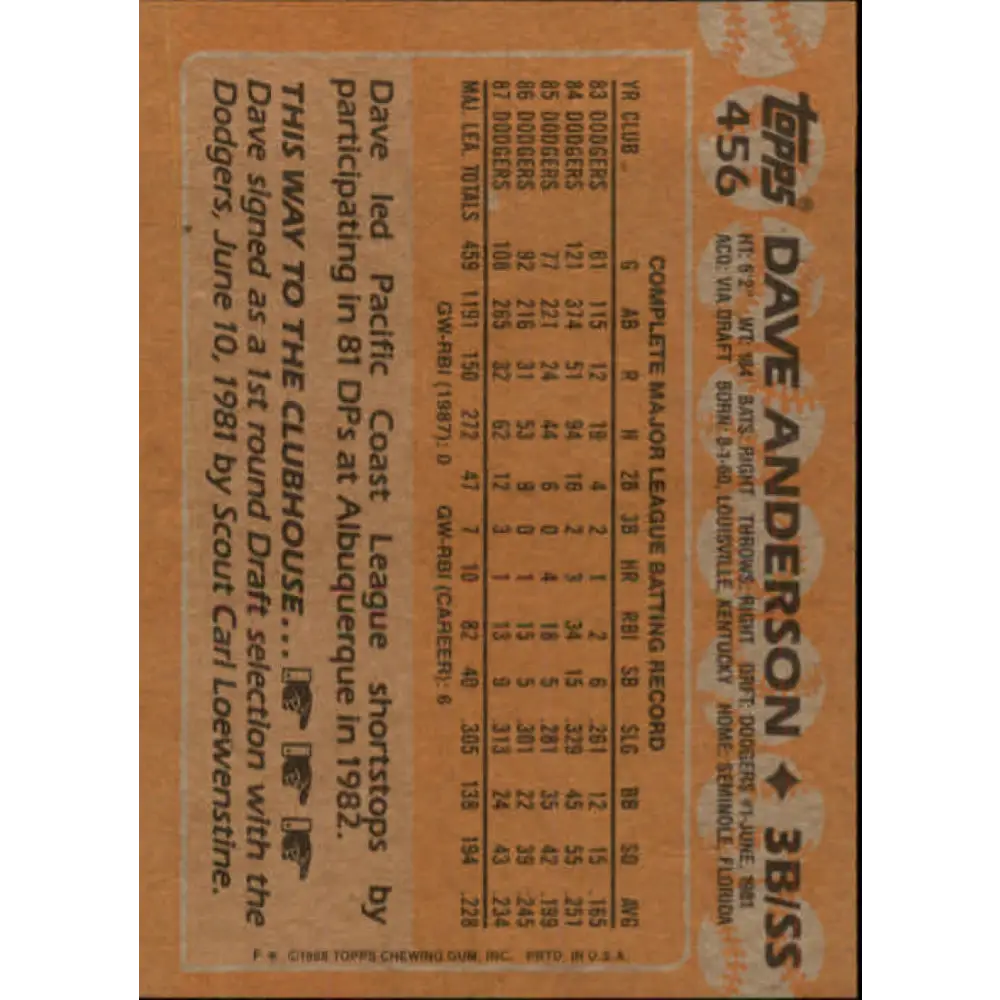 Topps®
456
DAVE ANDERSON ✦ 3B/SS
HT: 6'2" WT: 184 BATS: RIGHT THROWS: RIGHT DRFT: DODGERS #1-JUNE, 1981
ACQ: VIA DRAFT BORN: 8-1-60, LOUISVILLE, KENTUCKY HOME: SEMINOLE, FLORIDA
COMPLETE MAJOR LEAGUE BATTING RECORD
YR CLUB G AB R H 2B 3B HR RBI SB SLG BB SO AVG
83 DODGERS 61 115 12 19 4 2 1 2 6 .261 12 15 .165
84 DODGERS 121 374 51 94 16 2 3 34 15 .329 45 55 .251
85 DODGERS 77 221 24 44 6 0 4 18 5 .281 35 42 .199
86 DODGERS 92 216 31 53 9 0 1 15 5 .301 22 39 .245
87 DODGERS 108 265 32 62 12 3 1 13 9 .313 24 43 .234
MAJ. LEA. TOTALS 459 1191 150 272 47 7 10 82 40 .305 138 194 .228
GW-RBI (1987): 0 GW-RBI (CAREER): 6
Dave led Pacific Coast League shortstops by
participating in 81 DPs at Albuquerque in 1982.
THIS WAY TO THE CLUBHOUSE...
Dave signed as a 1st round Draft selection with the
Dodgers, June 10, 1981 by Scout Carl Loewenstine.
F * ©1988 TOPPS CHEWING GUM, INC. PRTD. IN U.S.A.